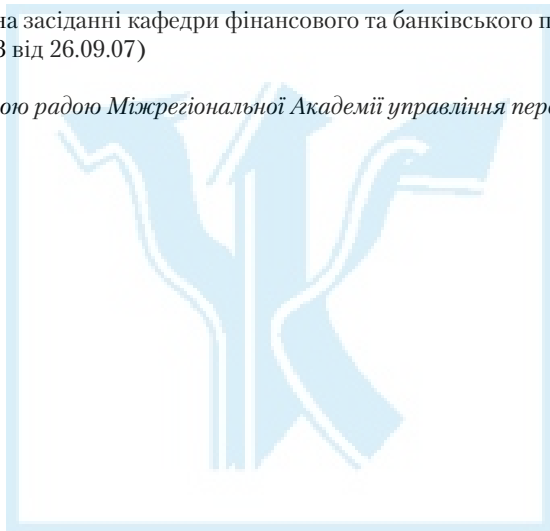 на засіданні кафедри фінансового та банківського п
3 від 26.09.07)
ою радою Міжрегіональної Академії управління пер